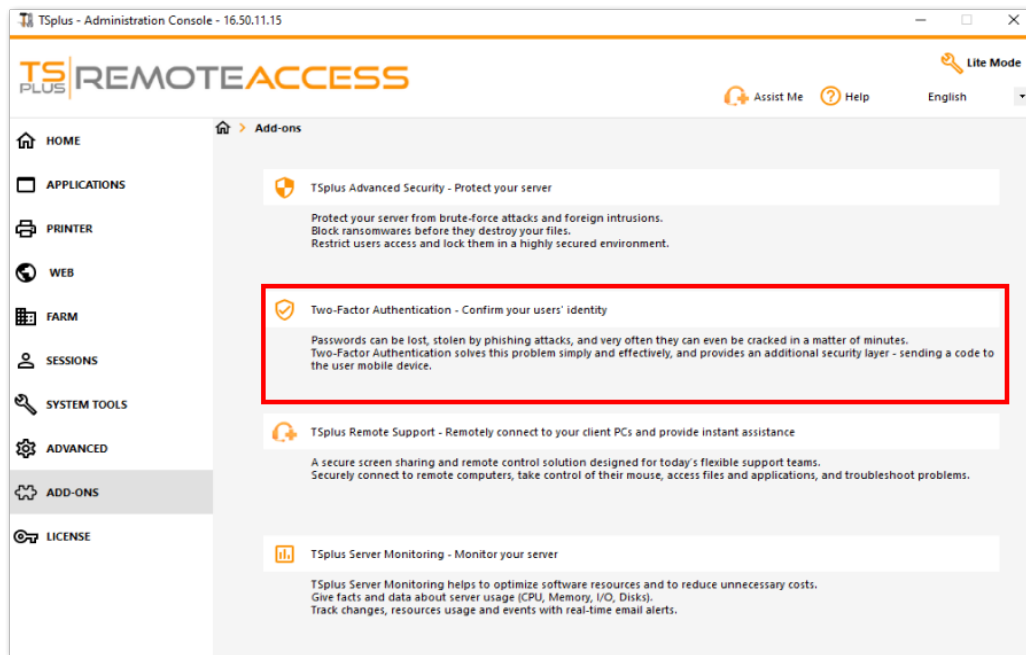 TSplus - Administration Console - 16.50.11.15
TS PLUS REMOTEACCESS
Lite Mode
Assist Me
Help
English
HOME
APPLICATIONS
PRINTER
WEB
FARM
SESSIONS
SYSTEM TOOLS
ADVANCED
ADD-ONS
LICENSE
Add-ons
TSplus Advanced Security - Protect your server
Protect your server from brute-force attacks and foreign intrusions.
Block ransomwares before they destroy your files.
Restrict users access and lock them in a highly secured environment.
Two-Factor Authentication - Confirm your users' identity
Passwords can be lost, stolen by phishing attacks, and very often they can even be cracked in a matter of minutes.
Two-Factor Authentication solves this problem simply and effectively, and provides an additional security layer - sending a code to
the user mobile device.
TSplus Remote Support - Remotely connect to your client PCs and provide instant assistance
A secure screen sharing and remote control solution designed for today's flexible support teams.
Securely connect to remote computers, take control of their mouse, access files and applications, and troubleshoot problems.
TSplus Server Monitoring - Monitor your server
TSplus Server Monitoring helps to optimize software resources and to reduce unnecessary costs.
Give facts and data about server usage (CPU, Memory, I/O, Disks).
Track changes, resources usage and events with real-time email alerts.